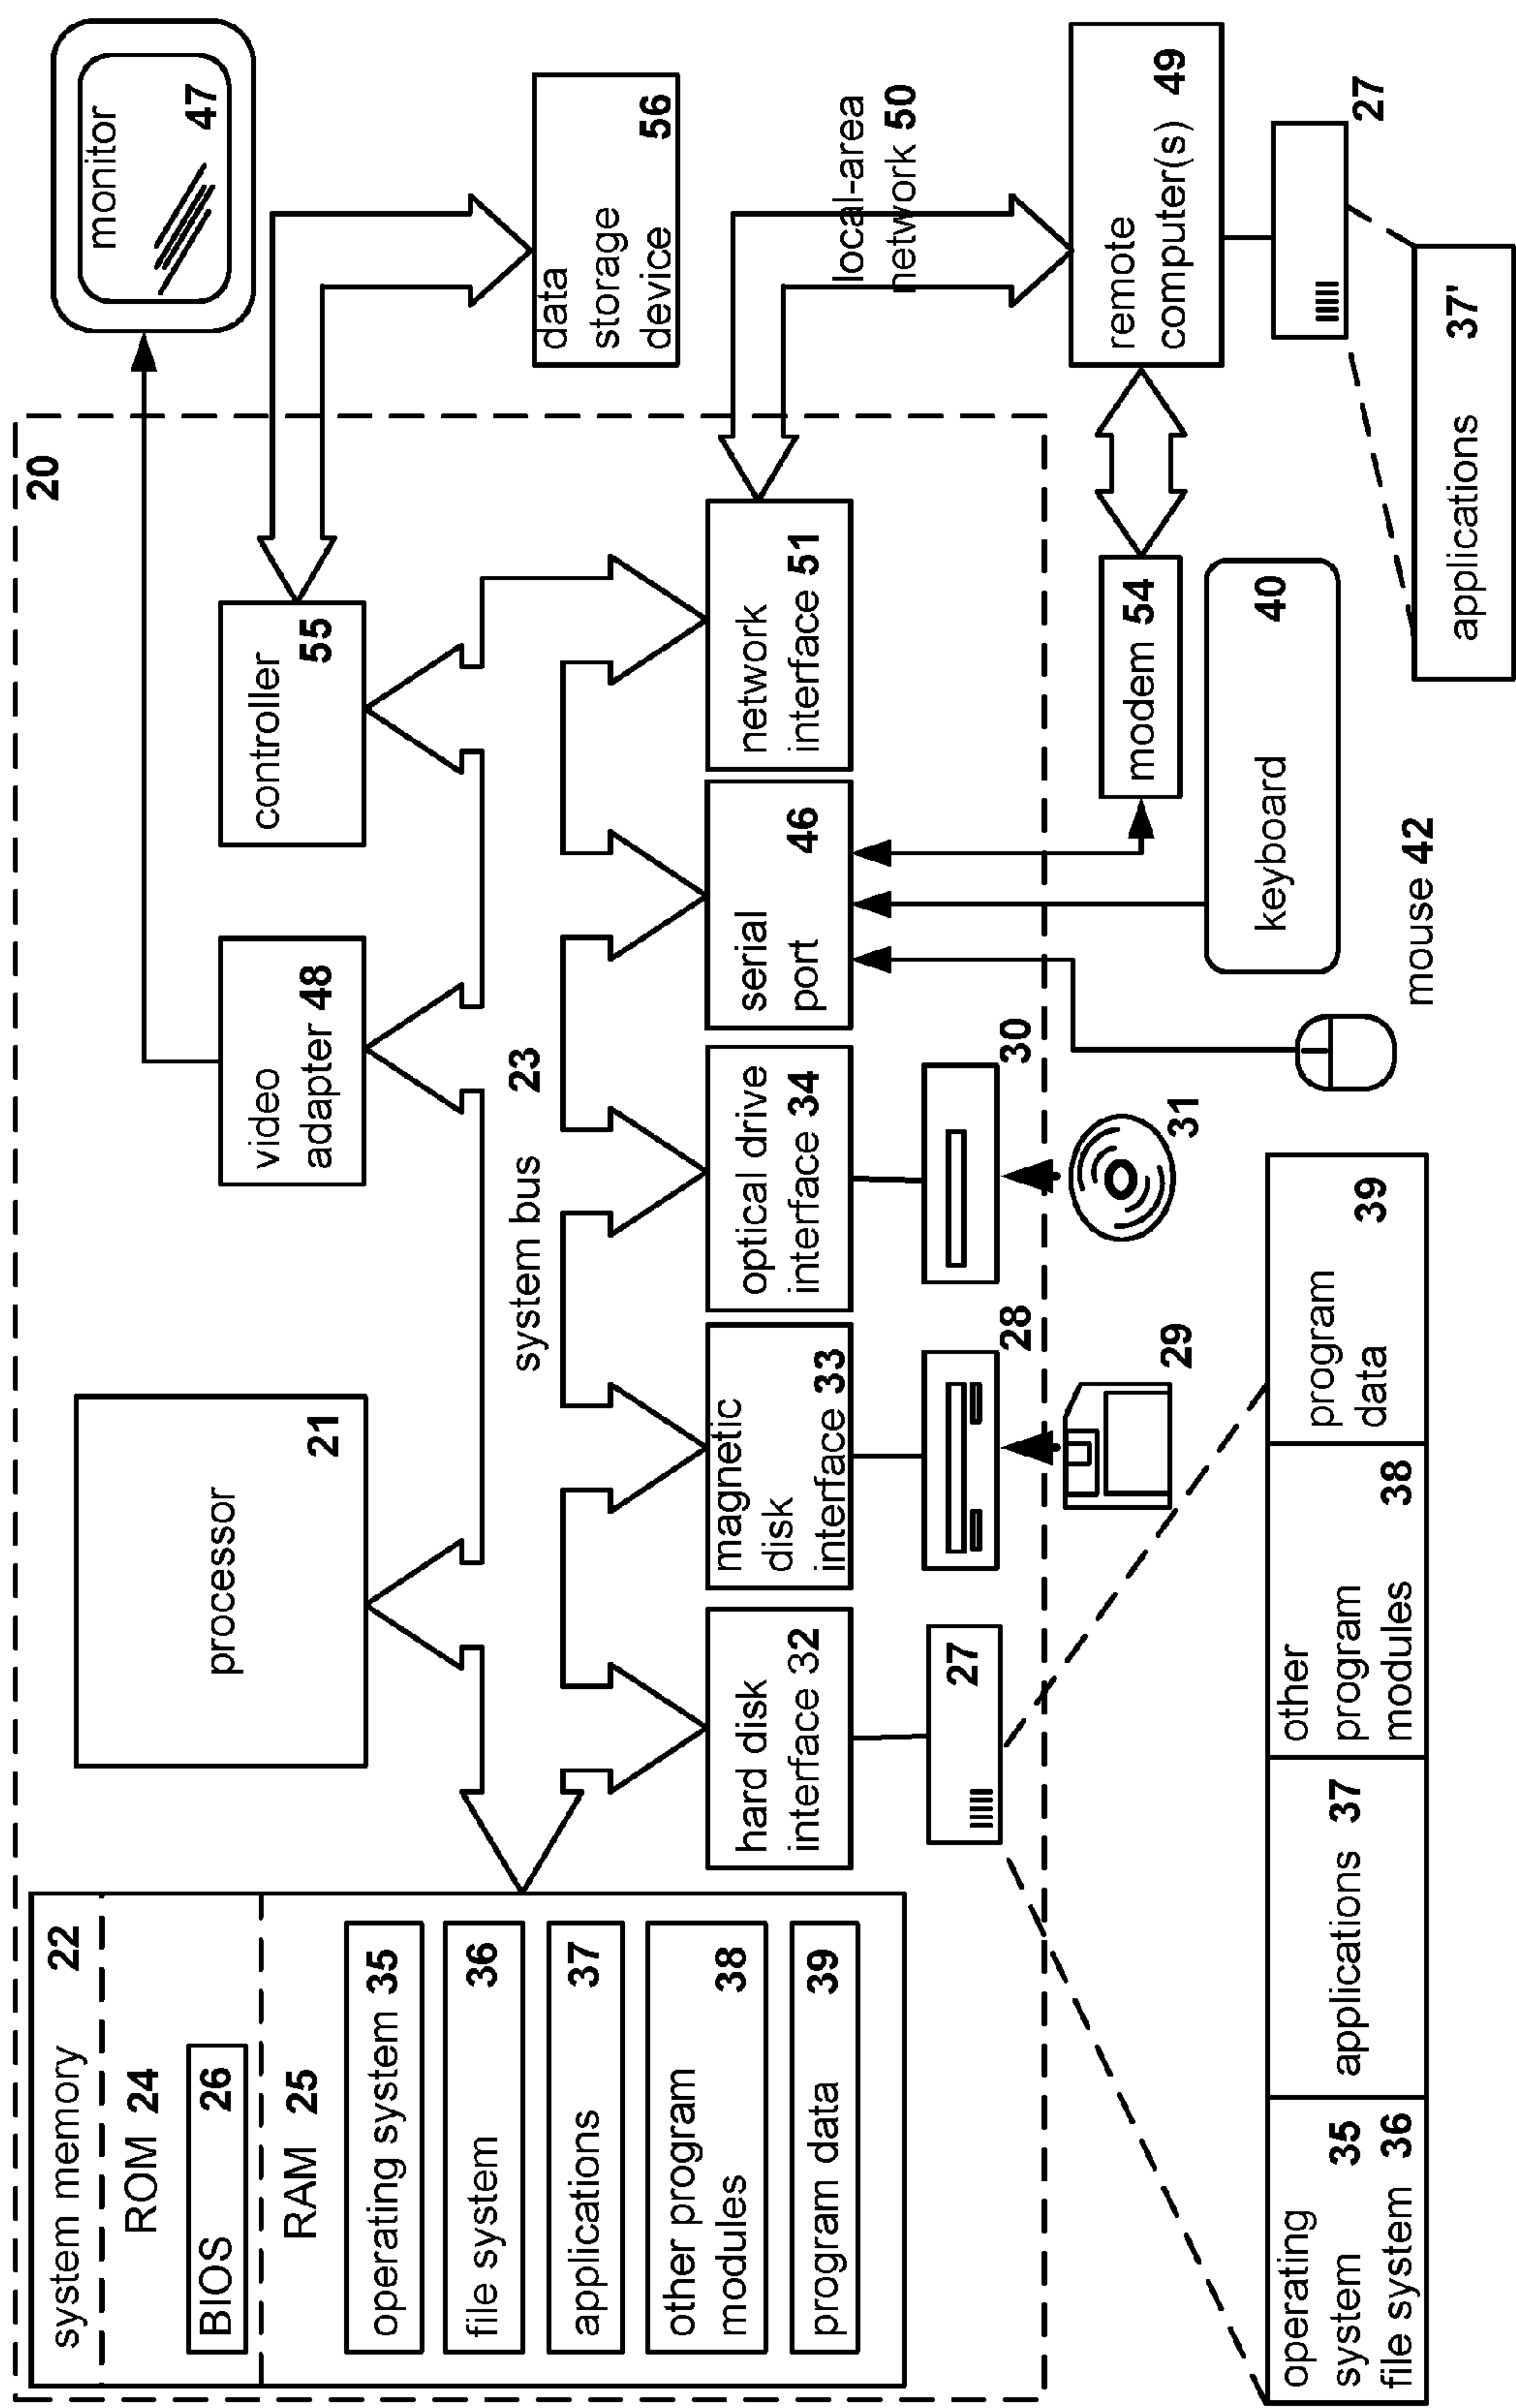 20
system memory 22
ROM 24
BIOS 26
RAM 25
operating system 35
file system 36
applications 37
other program
modules 38
program data 39
processor
21
video
adapter 48
controller
55
monitor
47
system bus 23
data
storage
device 56
hard disk
interface 32
magnetic
disk
interface 33
optical drive
interface 34
serial
port 46
network
interface 51
local-area
network 50
27
28
30
29
31
modem 54
remote
computer(s) 49
keyboard
40
mouse 42
27
operating
system 35
file system 36
applications 37
other
program
modules 38
program
data 39
applications 37'